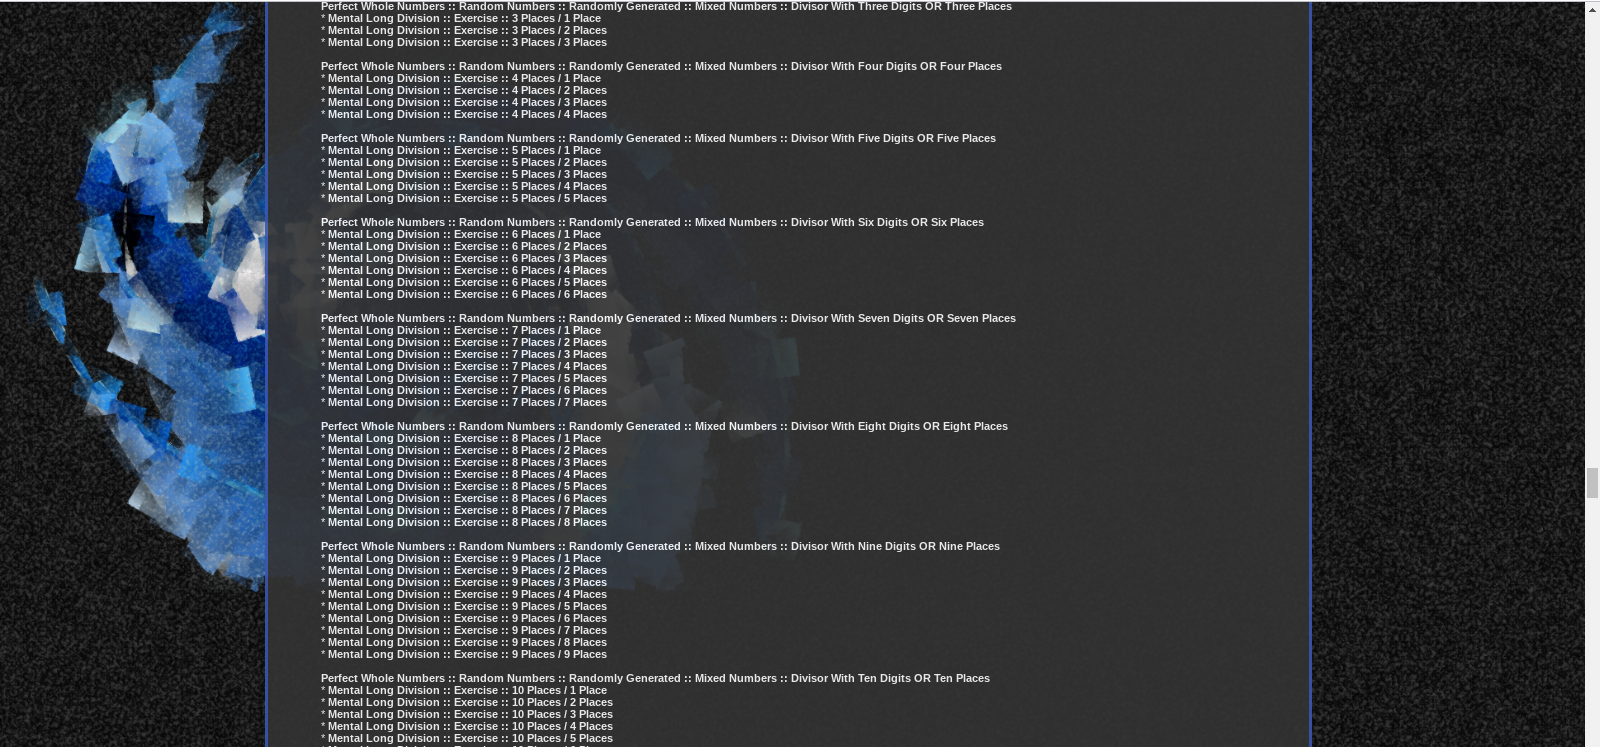 Perfect Whole Numbers :: Random Numbers :: Randomly Generated :: Mixed Numbers :: Divisor With Three Digits OR Three Places
* Mental Long Division :: Exercise :: 3 Places / 1 Place
* Mental Long Division :: Exercise :: 3 Places / 2 Places
* Mental Long Division :: Exercise :: 3 Places / 3 Places
Perfect Whole Numbers :: Random Numbers :: Randomly Generated :: Mixed Numbers :: Divisor With Four Digits OR Four Places
* Mental Long Division :: Exercise :: 4 Places / 1 Place
* Mental Long Division :: Exercise :: 4 Places / 2 Places
* Mental Long Division :: Exercise :: 4 Places / 3 Places
* Mental Long Division :: Exercise :: 4 Places / 4 Places
Perfect Whole Numbers :: Random Numbers :: Randomly Generated :: Mixed Numbers :: Divisor With Five Digits OR Five Places
* Mental Long Division :: Exercise :: 5 Places / 1 Place
* Mental Long Division :: Exercise :: 5 Places / 2 Places
* Mental Long Division :: Exercise :: 5 Places / 3 Places
* Mental Long Division :: Exercise :: 5 Places / 4 Places
* Mental Long Division :: Exercise :: 5 Places / 5 Places
Perfect Whole Numbers :: Random Numbers :: Randomly Generated :: Mixed Numbers :: Divisor With Six Digits OR Six Places
* Mental Long Division :: Exercise :: 6 Places / 1 Place
* Mental Long Division :: Exercise :: 6 Places / 2 Places
* Mental Long Division :: Exercise :: 6 Places / 3 Places
* Mental Long Division :: Exercise :: 6 Places / 4 Places
* Mental Long Division :: Exercise :: 6 Places / 5 Places
* Mental Long Division :: Exercise :: 6 Places / 6 Places
Perfect Whole Numbers :: Random Numbers :: Randomly Generated :: Mixed Numbers :: Divisor With Seven Digits OR Seven Places
* Mental Long Division :: Exercise :: 7 Places / 1 Place
* Mental Long Division :: Exercise :: 7 Places / 2 Places
* Mental Long Division :: Exercise :: 7 Places / 3 Places
* Mental Long Division :: Exercise :: 7 Places / 4 Places
* Mental Long Division :: Exercise :: 7 Places / 5 Places
* Mental Long Division :: Exercise :: 7 Places / 6 Places
* Mental Long Division :: Exercise :: 7 Places / 7 Places
Perfect Whole Numbers :: Random Numbers :: Randomly Generated :: Mixed Numbers :: Divisor With Eight Digits OR Eight Places
* Mental Long Division :: Exercise :: 8 Places / 1 Place
* Mental Long Division :: Exercise :: 8 Places / 2 Places
* Mental Long Division :: Exercise :: 8 Places / 3 Places
* Mental Long Division :: Exercise :: 8 Places / 4 Places
* Mental Long Division :: Exercise :: 8 Places / 5 Places
* Mental Long Division :: Exercise :: 8 Places / 6 Places
* Mental Long Division :: Exercise :: 8 Places / 7 Places
* Mental Long Division :: Exercise :: 8 Places / 8 Places
Perfect Whole Numbers :: Random Numbers :: Randomly Generated :: Mixed Numbers :: Divisor With Nine Digits OR Nine Places
* Mental Long Division :: Exercise :: 9 Places / 1 Place
* Mental Long Division :: Exercise :: 9 Places / 2 Places
* Mental Long Division :: Exercise :: 9 Places / 3 Places
* Mental Long Division :: Exercise :: 9 Places / 4 Places
* Mental Long Division :: Exercise :: 9 Places / 5 Places
* Mental Long Division :: Exercise :: 9 Places / 6 Places
* Mental Long Division :: Exercise :: 9 Places / 7 Places
* Mental Long Division :: Exercise :: 9 Places / 8 Places
* Mental Long Division :: Exercise :: 9 Places / 9 Places
Perfect Whole Numbers :: Random Numbers :: Randomly Generated :: Mixed Numbers :: Divisor With Ten Digits OR Ten Places
* Mental Long Division :: Exercise :: 10 Places / 1 Place
* Mental Long Division :: Exercise :: 10 Places / 2 Places
* Mental Long Division :: Exercise :: 10 Places / 3 Places
* Mental Long Division :: Exercise :: 10 Places / 4 Places
* Mental Long Division :: Exercise :: 10 Places / 5 Places